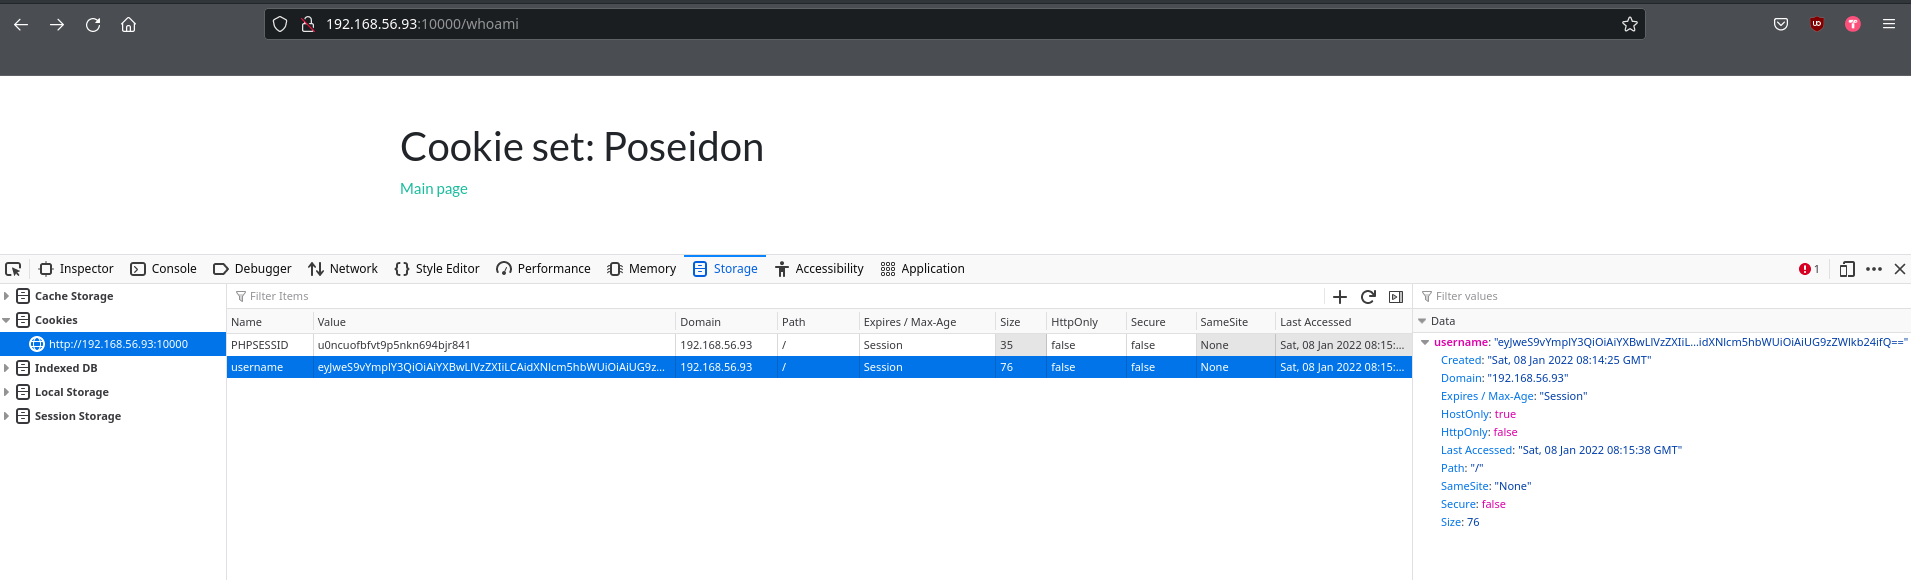 192.168.56.93:10000/whoami
Cookie set: Poseidon
Main page
Inspector Console Debugger Network Style Editor Performance Memory Storage Accessibility Application 1
Cache Storage
Cookies
http://192.168.56.93:10000
Indexed DB
Local Storage
Session Storage
Filter Items
Name Value Domain Path Expires / Max-Age Size HttpOnly Secure SameSite Last Accessed
PHPSESSID u0ncuofbfvt9p5nkn694bjr841 192.168.56.93 / Session 35 false false None Sat, 08 Jan 2022 08:15:...
username eyJweS9vYmplY3QiOiAiYXBwLlVzZXIiLCAidXNlcm5hbWUiOiAiUG9z... 192.168.56.93 / Session 76 false false None Sat, 08 Jan 2022 08:15:...
Filter values
Data
username: "eyJweS9vYmplY3QiOiAiYXBwLlVzZXIiL...idXNlcm5hbWUiOiAiUG9zZWlkb24ifQ=="
Created: "Sat, 08 Jan 2022 08:14:25 GMT"
Domain: "192.168.56.93"
Expires / Max-Age: "Session"
HostOnly: true
HttpOnly: false
Last Accessed: "Sat, 08 Jan 2022 08:15:38 GMT"
Path: "/"
SameSite: "None"
Secure: false
Size: 76